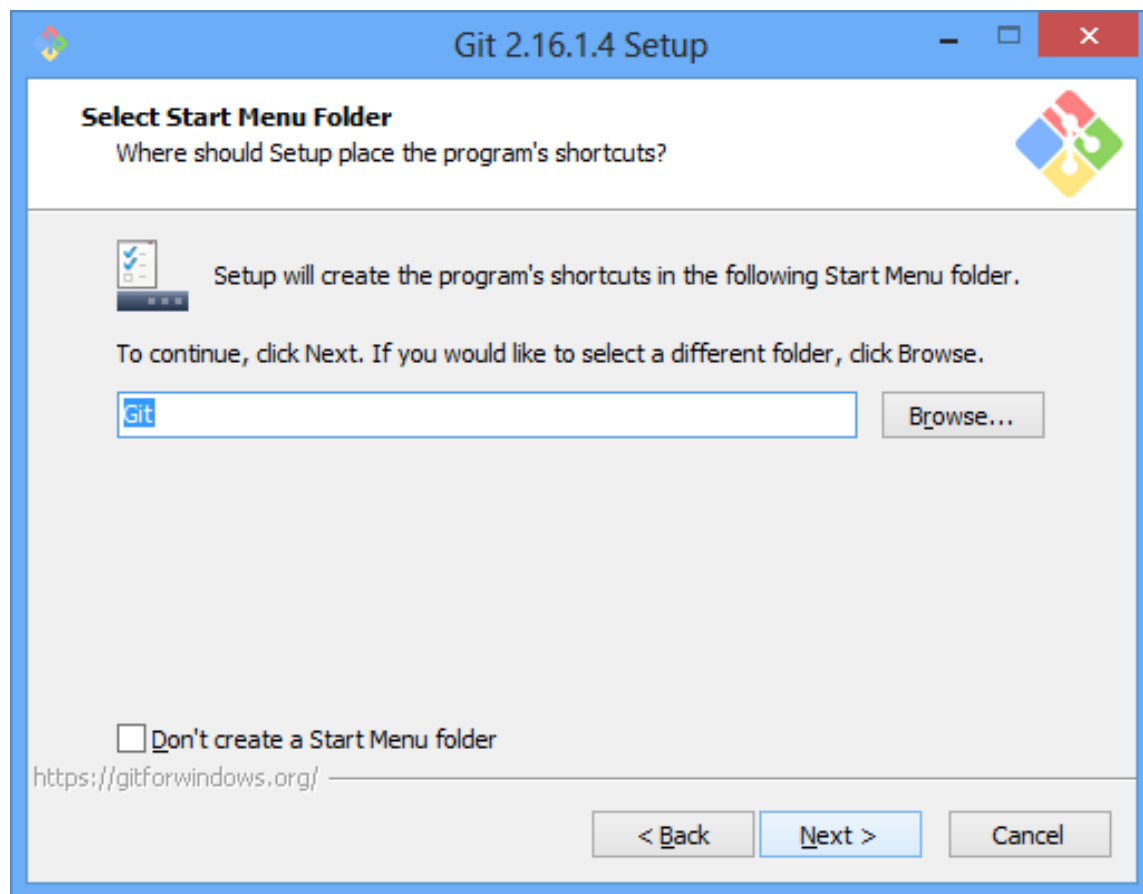 Git 2.16.1.4 Setup
Select Start Menu Folder
Where should Setup place the program's shortcuts?
Setup will create the program's shortcuts in the following Start Menu folder.
To continue, click Next. If you would like to select a different folder, click Browse.
Git
Browse...
Don't create a Start Menu folder
https://gitforwindows.org/
< Back
Next >
Cancel